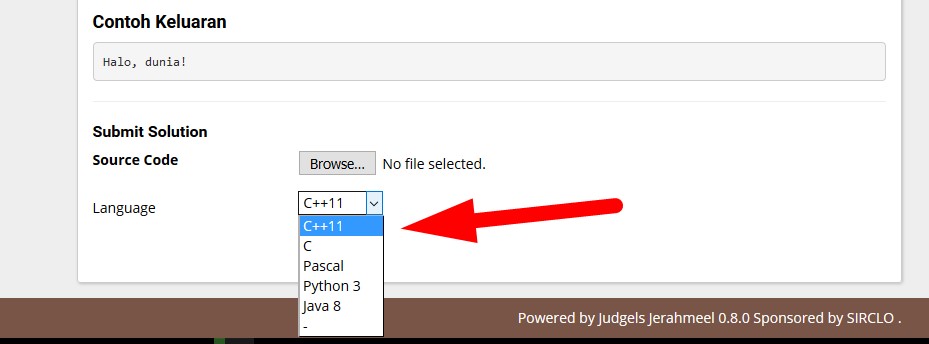 Contoh Keluaran
Halo, dunia!
Submit Solution
Source Code Browse... No file selected.
Language C++11
C++11
C
Pascal
Python 3
Java 8
-
Powered by Judgels Jerahmeel 0.8.0 Sponsored by SIRCLO .